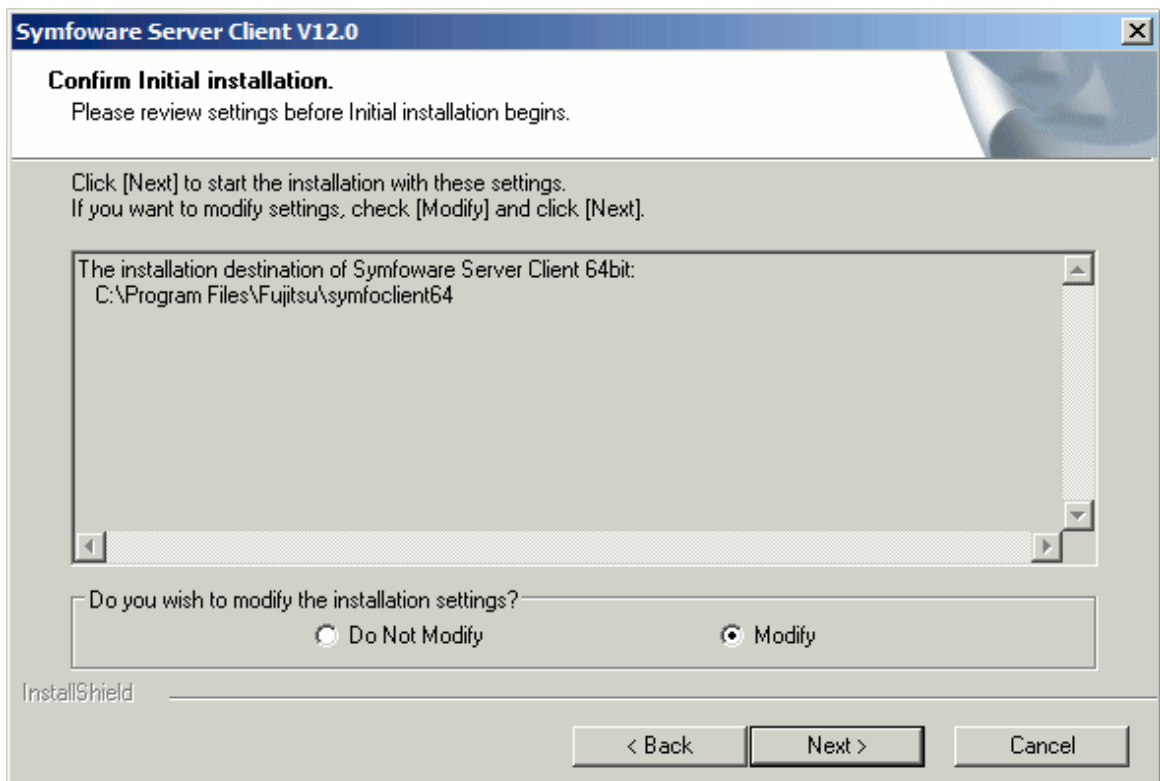 Symfoware Server Client V12.0
Confirm Initial installation.
Please review settings before Initial installation begins.
Click [Next] to start the installation with these settings.
If you want to modify settings, check [Modify] and click [Next].
The installation destination of Symfoware Server Client 64bit:
C:\Program Files\Fujitsu\symfoclient64
Do you wish to modify the installation settings?
Do Not Modify Modify
InstallShield
< Back Next > Cancel